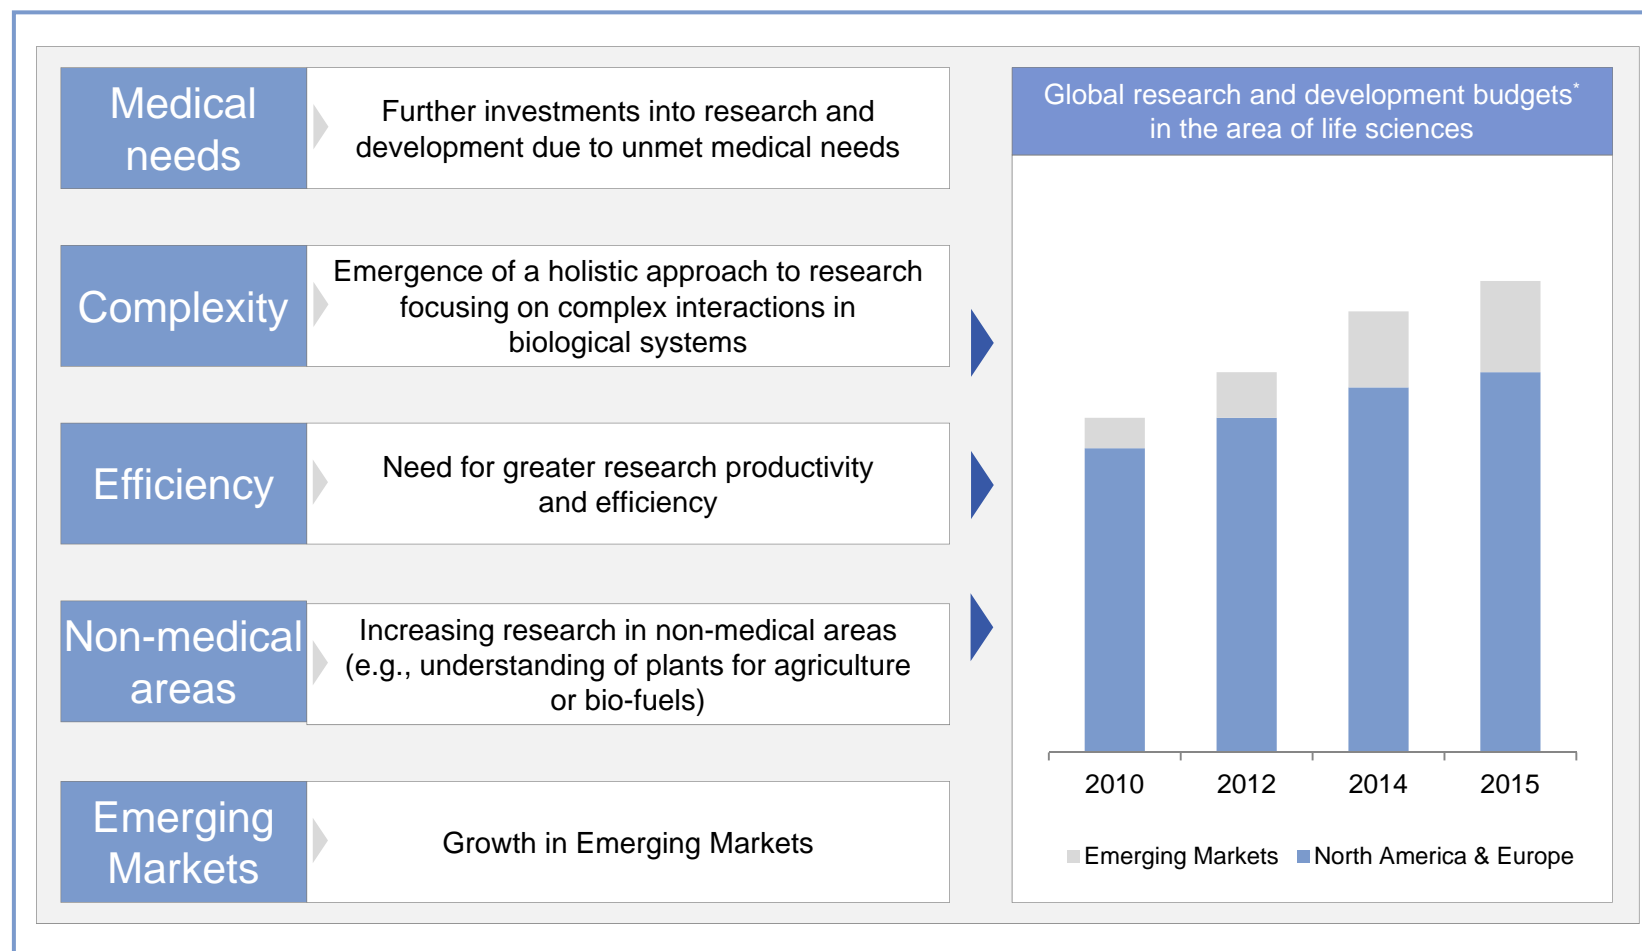 Medical
needs
Further investments into research and
development due to unmet medical needs
Complexity
Emergence of a holistic approach to research
focusing on complex interactions in
biological systems
Efficiency
Need for greater research productivity
and efficiency
Non-medical
areas
Increasing research in non-medical areas
(e.g., understanding of plants for agriculture
or bio-fuels)
Emerging
Markets
Growth in Emerging Markets
Global research and development budgets*
in the area of life sciences
2010 2012 2014 2015
Emerging Markets North America & Europe